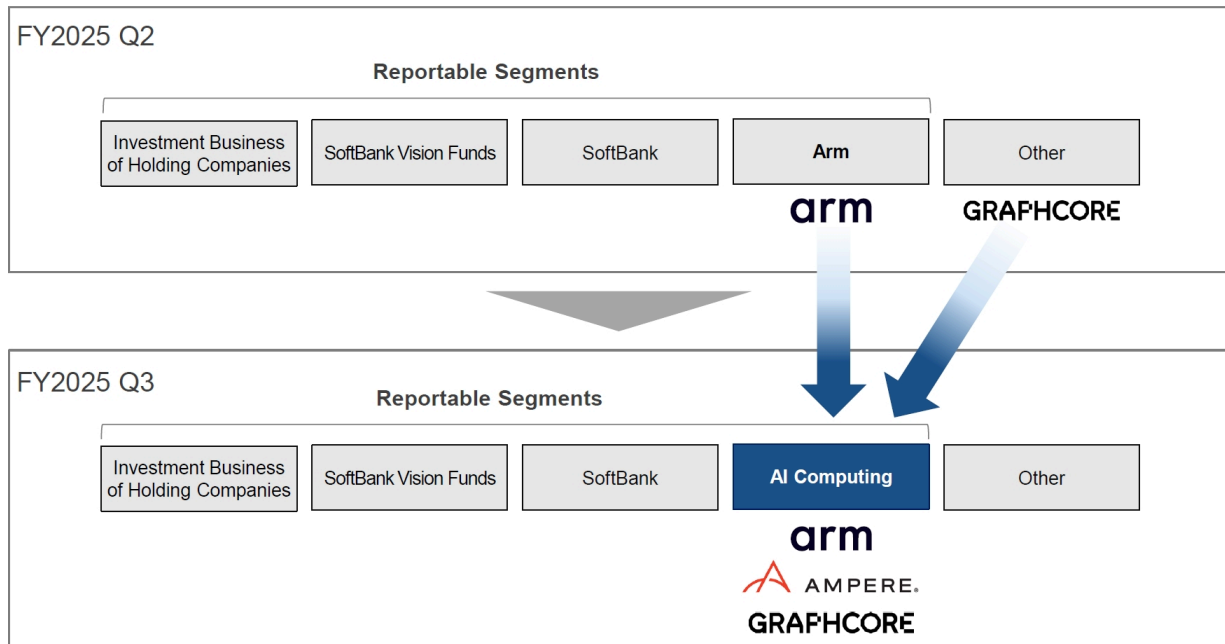 FY2025 Q2
Reportable Segments
Investment Business
of Holding Companies
SoftBank Vision Funds
SoftBank
Arm
Other
arm
GRAPHCORE
FY2025 Q3
Reportable Segments
Investment Business
of Holding Companies
SoftBank Vision Funds
SoftBank
AI Computing
Other
arm
AMPERE.
GRAPHCORE